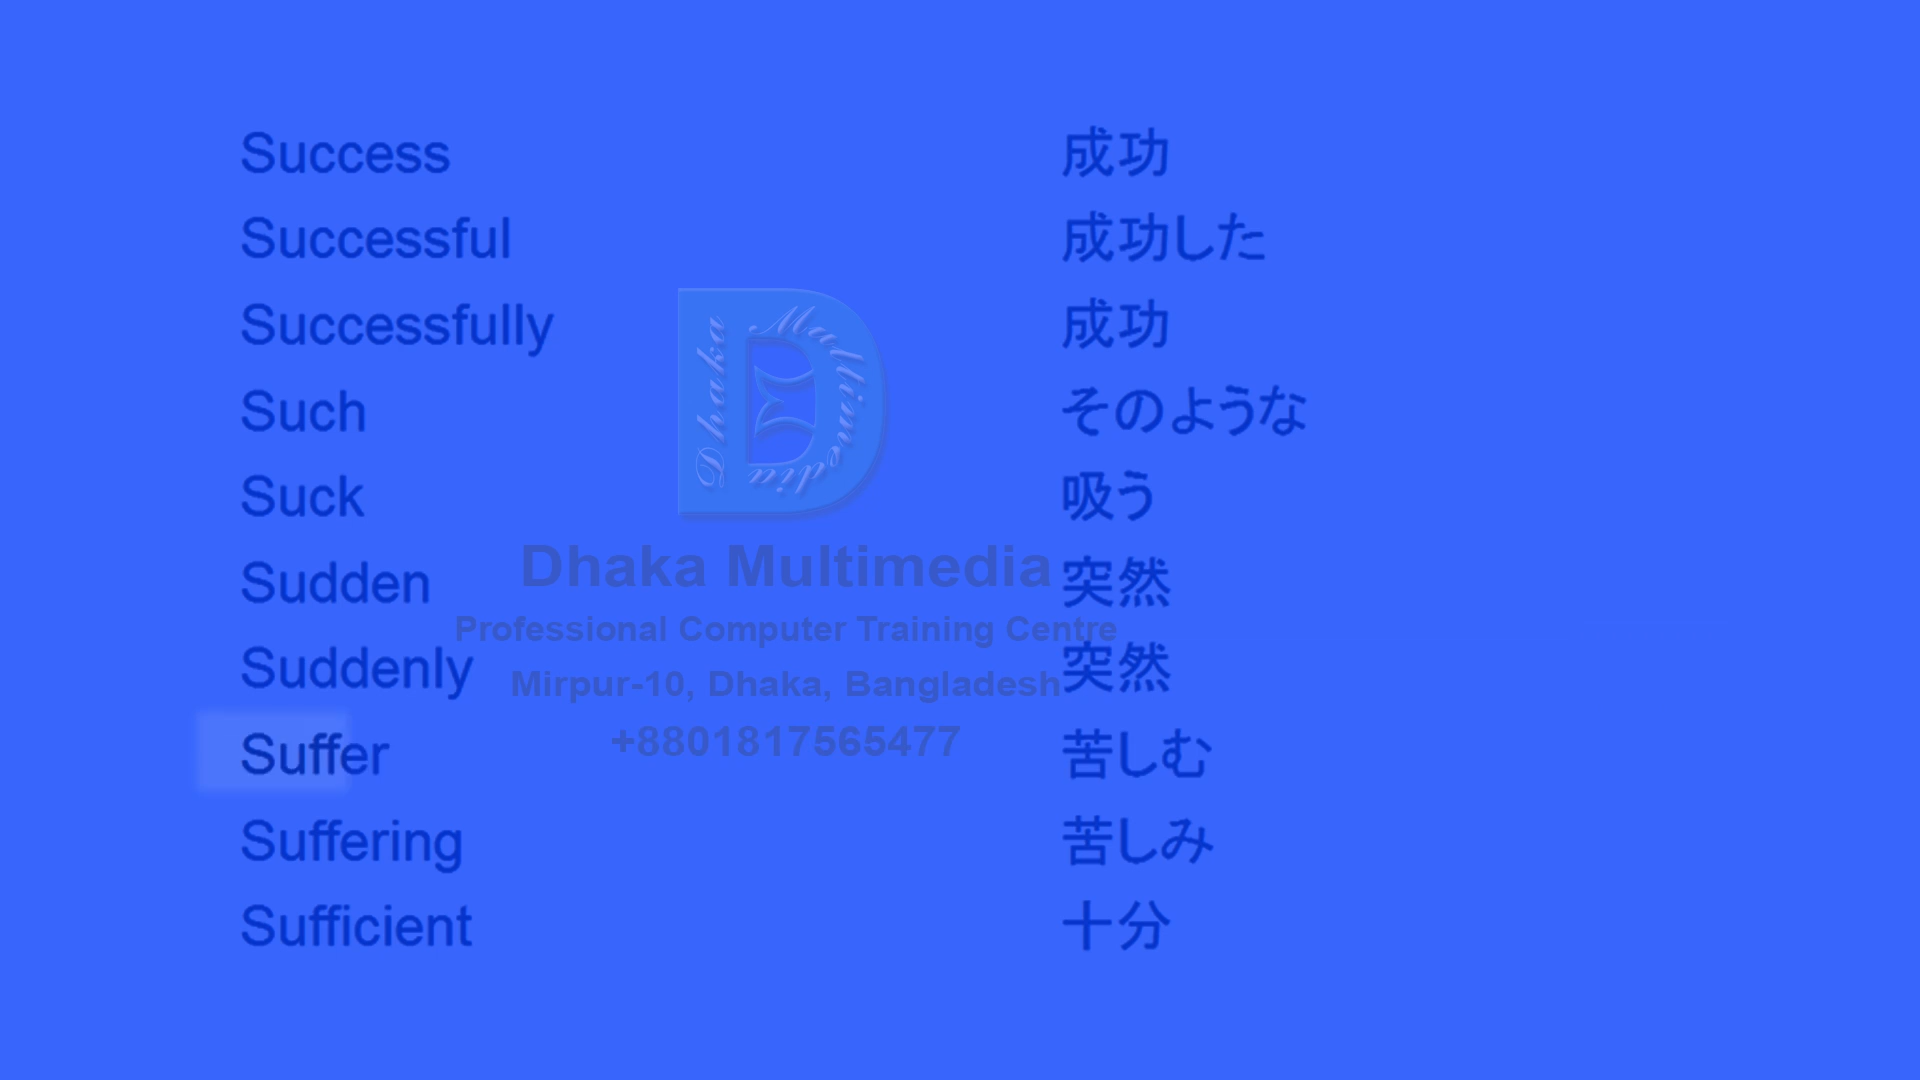 Success 成功
Successful 成功した
Successfully 成功
Such そのような
Suck 吸う
Sudden 突然
Suddenly 突然
Suffer 苦しむ
Suffering 苦しみ
Sufficient 十分
Dhaka Multimedia
Dhaka Multimedia
Professional Computer Training Centre
Mirpur-10, Dhaka, Bangladesh
+8801817565477